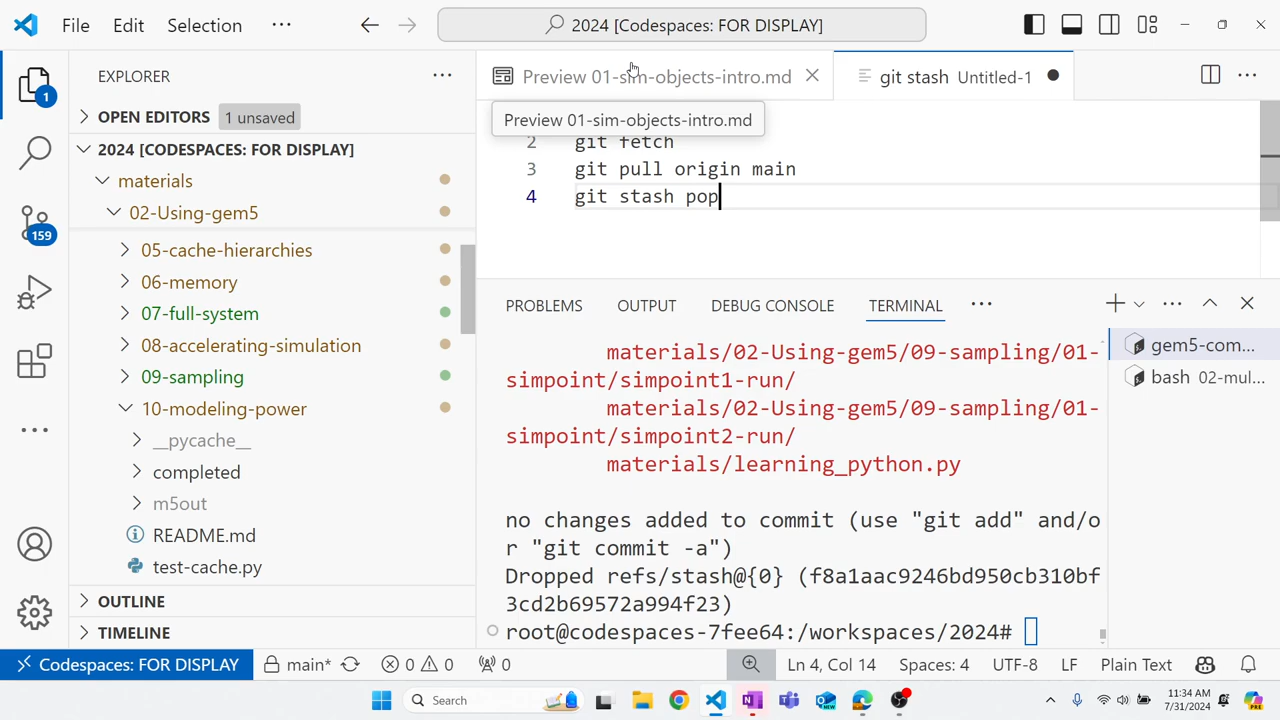 File Edit Selection ··· 2024 [Codespaces: FOR DISPLAY]
EXPLORER
OPEN EDITORS 1 unsaved
2024 [CODESPACES: FOR DISPLAY]
materials
02-Using-gem5
05-cache-hierarchies
06-memory
07-full-system
08-accelerating-simulation
09-sampling
10-modeling-power
__pycache__
completed
m5out
README.md
test-cache.py
OUTLINE
TIMELINE
1
159
Preview 01-sim-objects-intro.md git stash Untitled-1
Preview 01-sim-objects-intro.md
2 git fetch
3 git pull origin main
4 git stash pop
PROBLEMS OUTPUT DEBUG CONSOLE TERMINAL ···
materials/02-Using-gem5/09-sampling/01-
simpoint/simpoint1-run/
materials/02-Using-gem5/09-sampling/01-
simpoint/simpoint2-run/
materials/learning_python.py
no changes added to commit (use "git add" and/o
r "git commit -a")
Dropped refs/stash@{0} (f8a1aac9246bd950cb310bf
3cd2b69572a994f23)
root@codespaces-7fee64:/workspaces/2024#
gem5-com...
bash 02-mul...
Codespaces: FOR DISPLAY main* 0 0 0 Ln 4, Col 14 Spaces: 4 UTF-8 LF Plain Text
Search
11:34 AM
7/31/2024
PRE